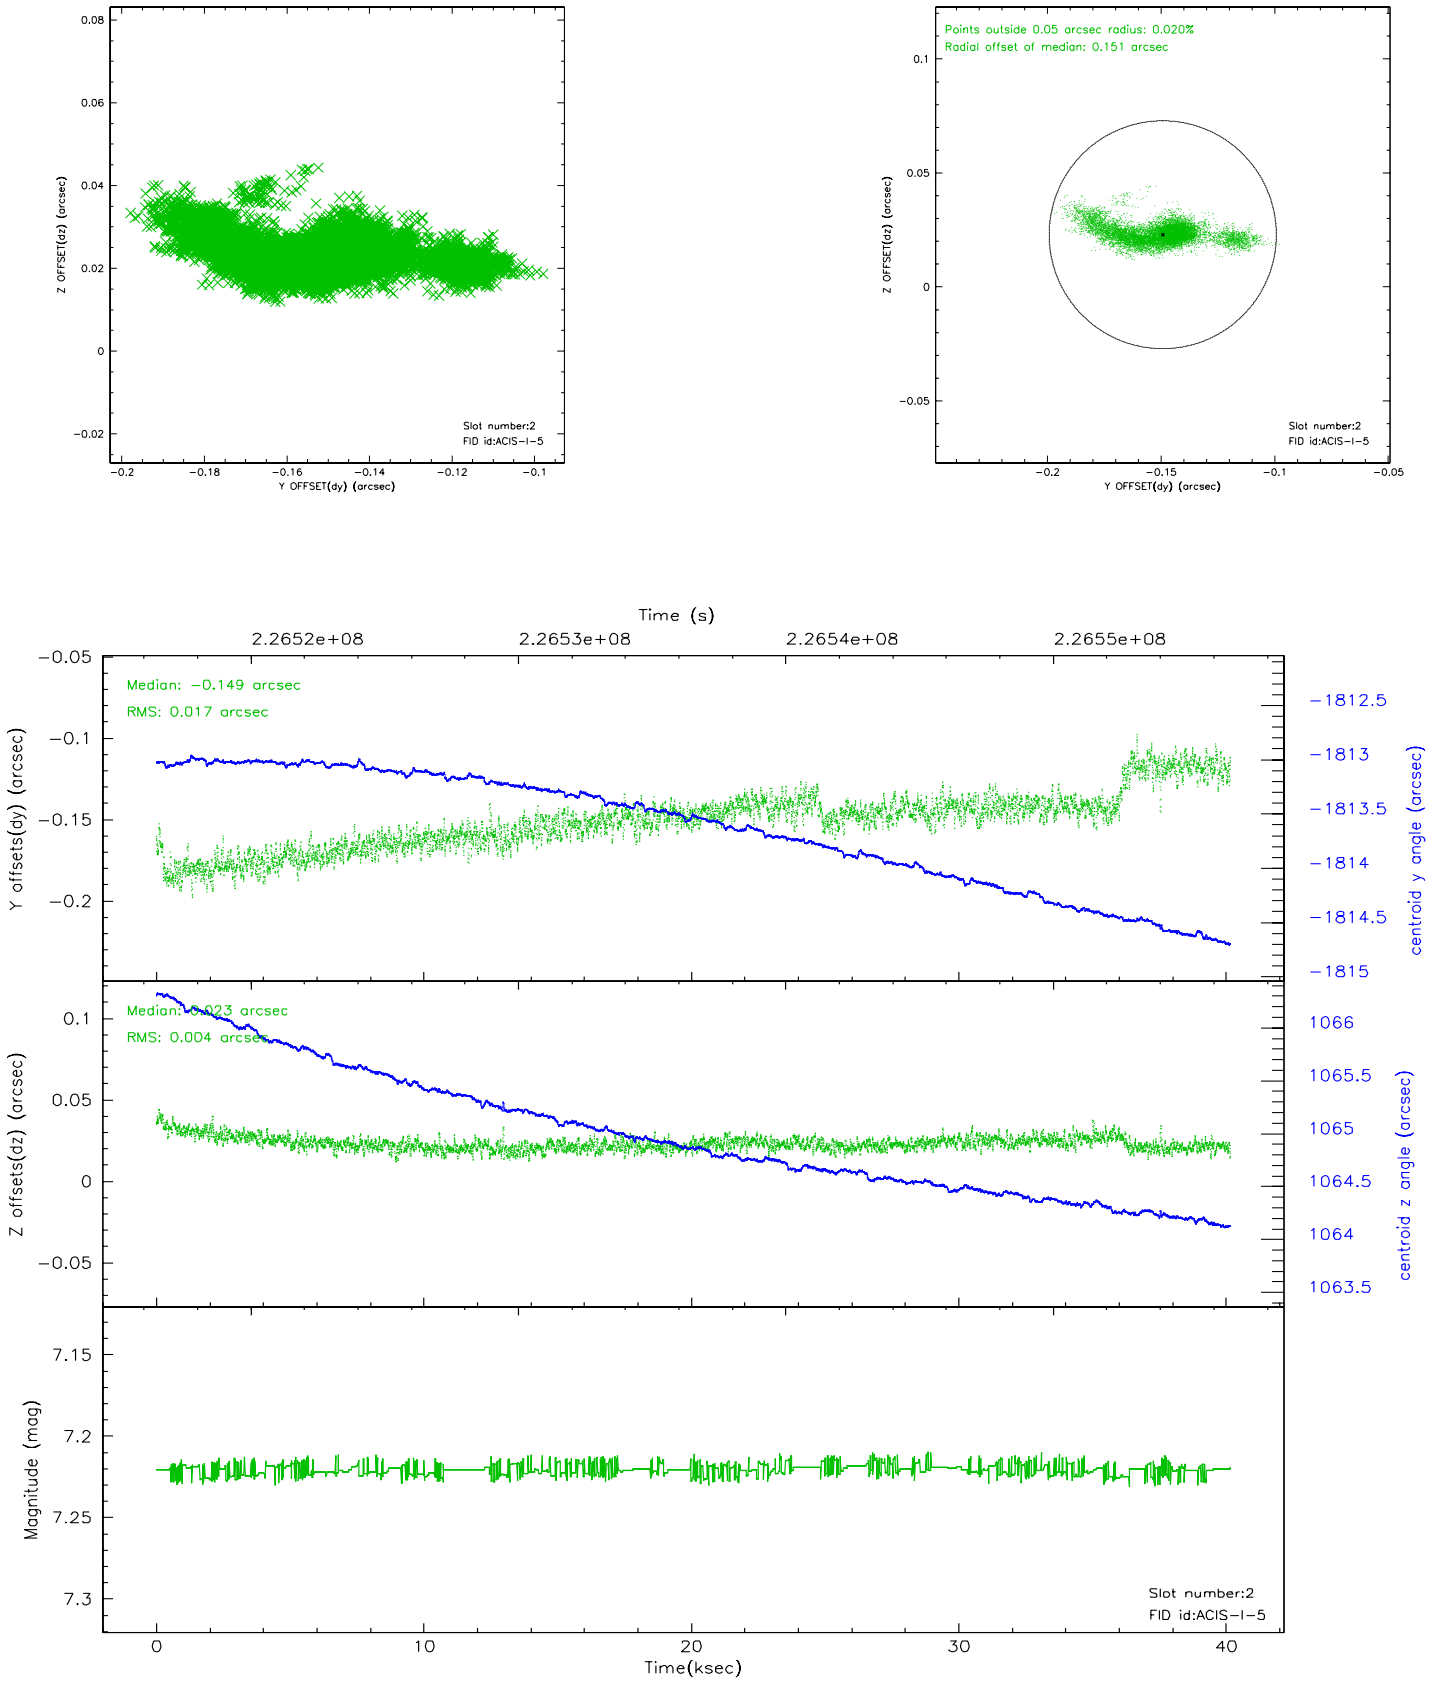 0.08
0.06
0.04
0.02
0
−0.02
Z OFFSET(dz) (arcsec)
−0.2 −0.18 −0.16 −0.14 −0.12 −0.1
Y OFFSET(dy) (arcsec)
Slot number:2
FID id:ACIS−I−5
Points outside 0.05 arcsec radius: 0.020%
Radial offset of median: 0.151 arcsec
0.1
0.05
0
−0.05
Z OFFSET(dz) (arcsec)
−0.2 −0.15 −0.1 −0.05
Y OFFSET(dy) (arcsec)
Slot number:2
FID id:ACIS−I−5
Time (s)
2.2652e+08 2.2653e+08 2.2654e+08 2.2655e+08
−0.05
−0.1
−0.15
−0.2
Y offsets(dy) (arcsec)
Median: −0.149 arcsec
RMS: 0.017 arcsec
−1812.5
−1813
−1813.5
−1814
−1814.5
−1815
centroid y angle (arcsec)
0.1
0.05
0
−0.05
Z offsets(dz) (arcsec)
Median: 0.023 arcsec
RMS: 0.004 arcsec
1066
1065.5
1065
1064.5
1064
1063.5
centroid z angle (arcsec)
7.15
7.2
7.25
7.3
Magnitude (mag)
Slot number:2
FID id:ACIS−I−5
0 10 20 30 40
Time(ksec)